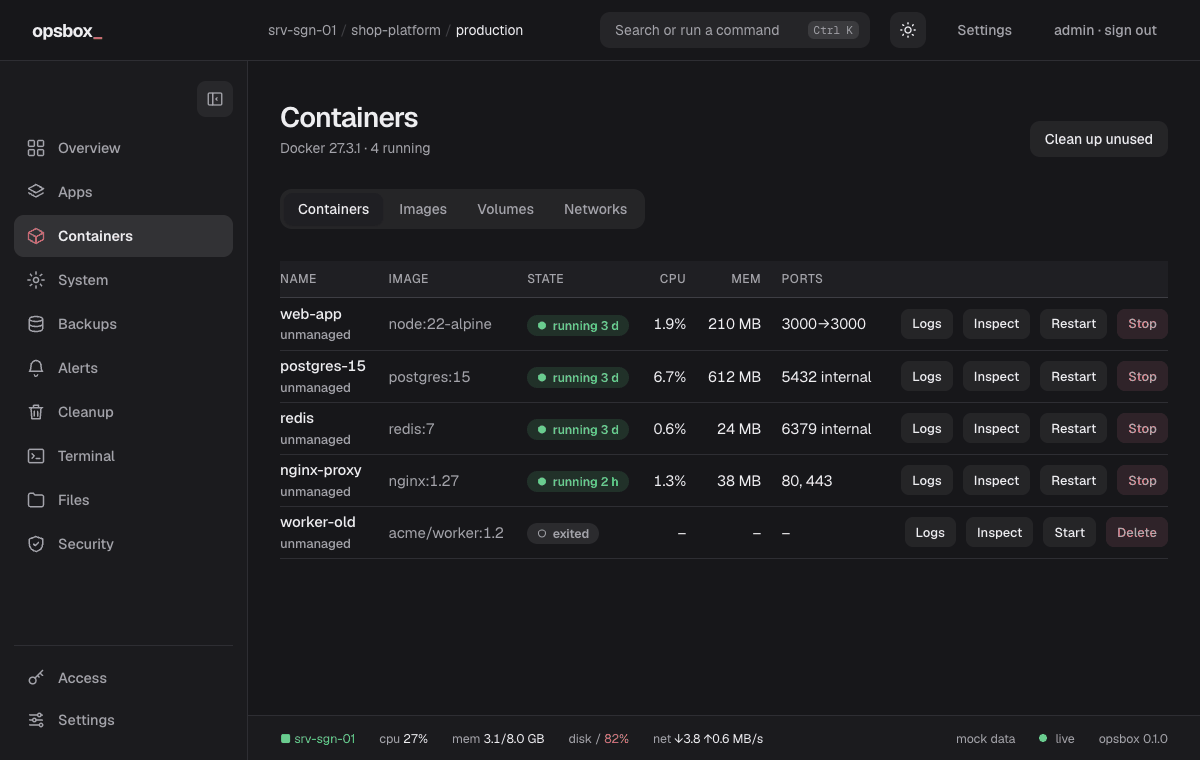 opsbox_
srv-sgn-01 / shop-platform / production
Search or run a command
Ctrl K
Settings
admin · sign out
Overview
Apps
Containers
System
Backups
Alerts
Cleanup
Terminal
Files
Security
Access
Settings
Containers
Docker 27.3.1 · 4 running
Clean up unused
Containers Images Volumes Networks
NAME IMAGE STATE CPU MEM PORTS
web-app
unmanaged
node:22-alpine running 3 d 1.9% 210 MB 3000→3000 Logs Inspect Restart Stop
postgres-15
unmanaged
postgres:15 running 3 d 6.7% 612 MB 5432 internal Logs Inspect Restart Stop
redis
unmanaged
redis:7 running 3 d 0.6% 24 MB 6379 internal Logs Inspect Restart Stop
nginx-proxy
unmanaged
nginx:1.27 running 2 h 1.3% 38 MB 80, 443 Logs Inspect Restart Stop
worker-old
unmanaged
acme/worker:1.2 exited – – – Logs Inspect Start Delete
srv-sgn-01 cpu 27% mem 3.1/8.0 GB disk / 82% net ↓3.8 ↑0.6 MB/s mock data live opsbox 0.1.0